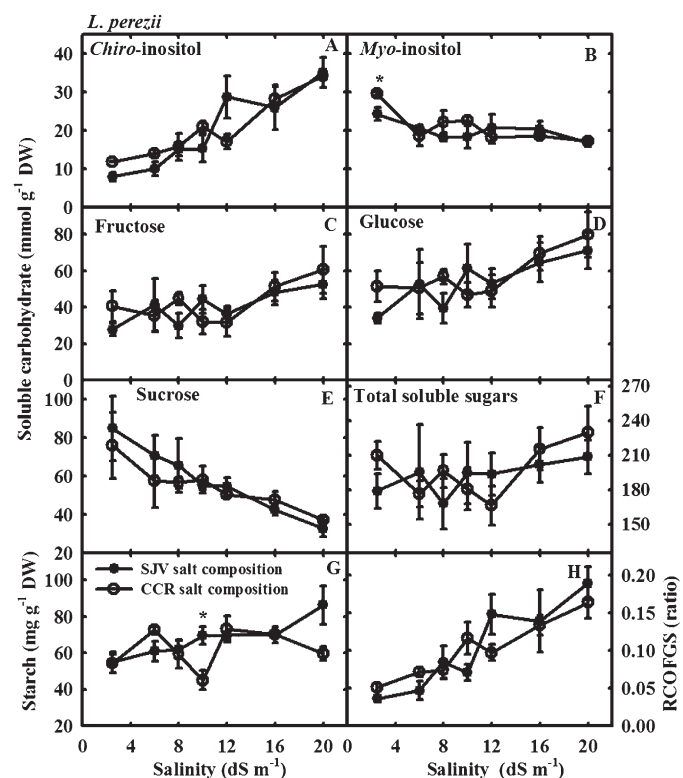 L. perezii
Chiro-inositol
A
Myo-inositol
B
40
30
20
10
0
*
Fructose
C
Glucose
D
80
60
40
20
0
Sucrose
E
Total soluble sugars
F
100
80
60
40
20
270
240
210
180
150
SJV salt composition
CCR salt composition
G
H
*
100
80
60
40
20
0.20
0.15
0.10
0.05
0.00
0 4 8 12 16 20
0 4 8 12 16 20
Salinity (dS m-1)
Salinity (dS m-1)
Soluble carbohydrate (mmol g-1 DW)
Starch (mg g-1 DW)
RCOFGS (ratio)